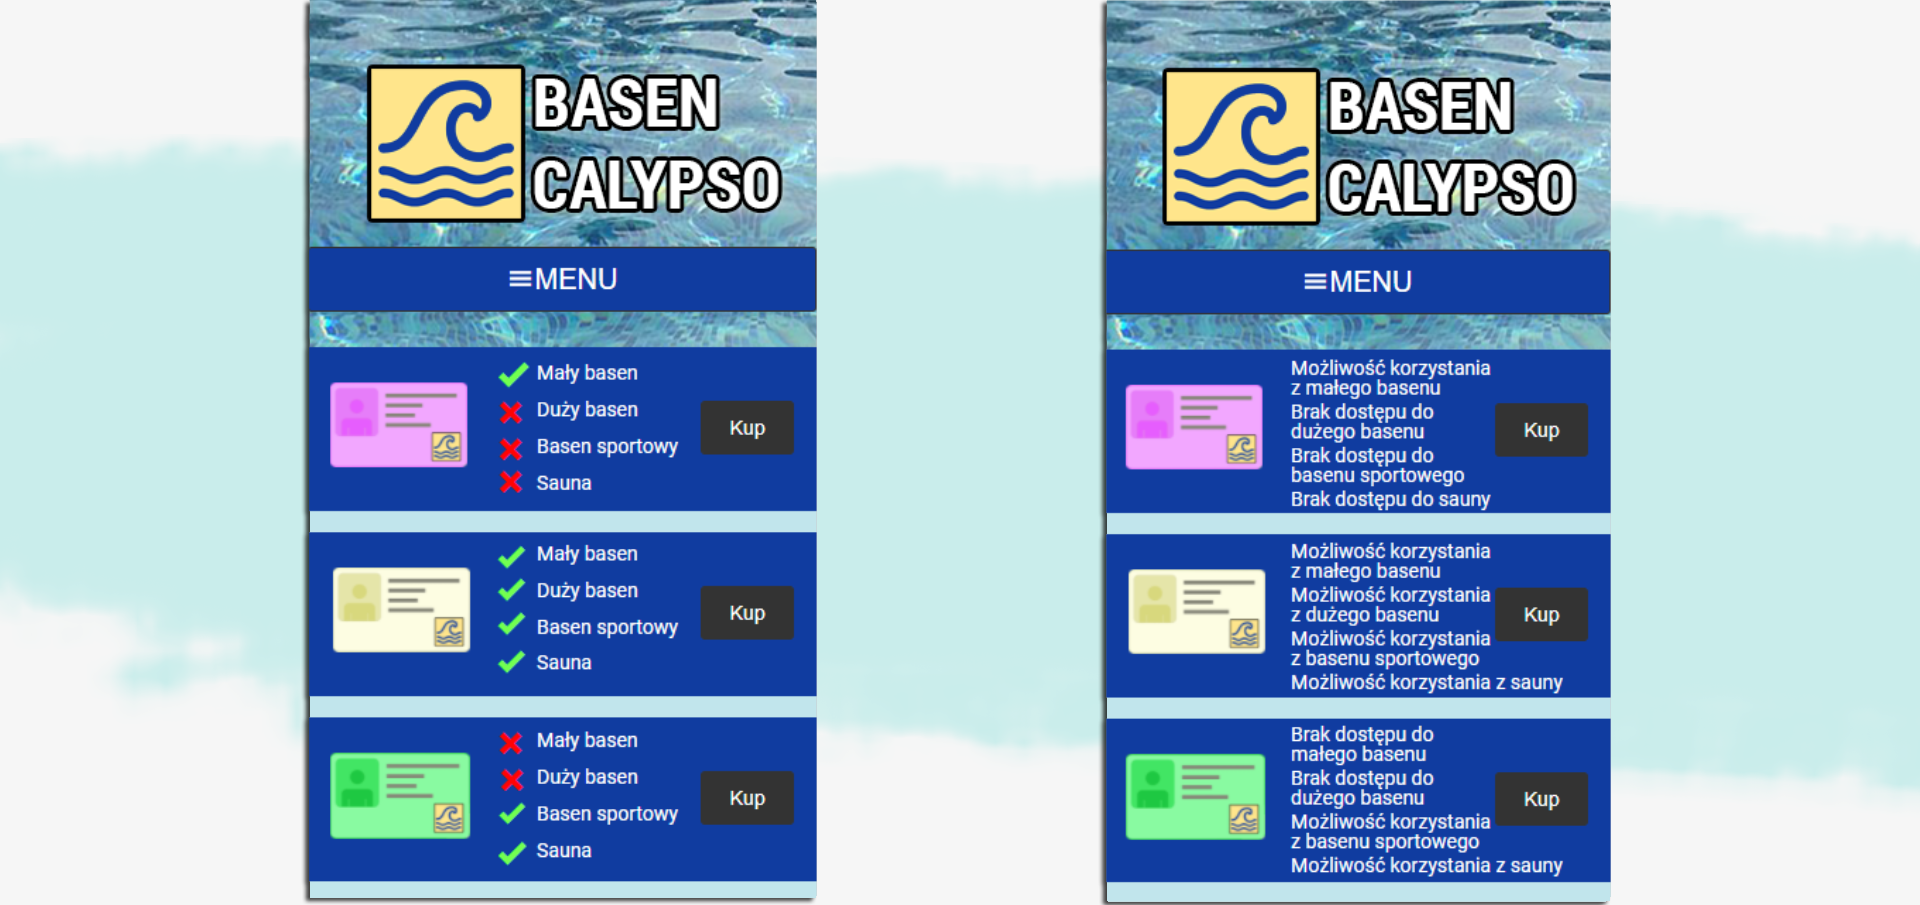 BASEN
CALYPSO
MENU
Mały basen
Duży basen
Basen sportowy
Sauna
Kup
Mały basen
Duży basen
Basen sportowy
Sauna
Kup
Mały basen
Duży basen
Basen sportowy
Sauna
Kup
BASEN
CALYPSO
MENU
Możliwość korzystania
z małego basenu
Brak dostępu do
dużego basenu
Brak dostępu do
basenu sportowego
Brak dostępu do sauny
Kup
Możliwość korzystania
z małego basenu
Możliwość korzystania
z dużego basenu
Możliwość korzystania
z basenu sportowego
Możliwość korzystania z sauny
Kup
Brak dostępu do
małego basenu
Brak dostępu do
dużego basenu
Możliwość korzystania
z basenu sportowego
Możliwość korzystania z sauny
Kup